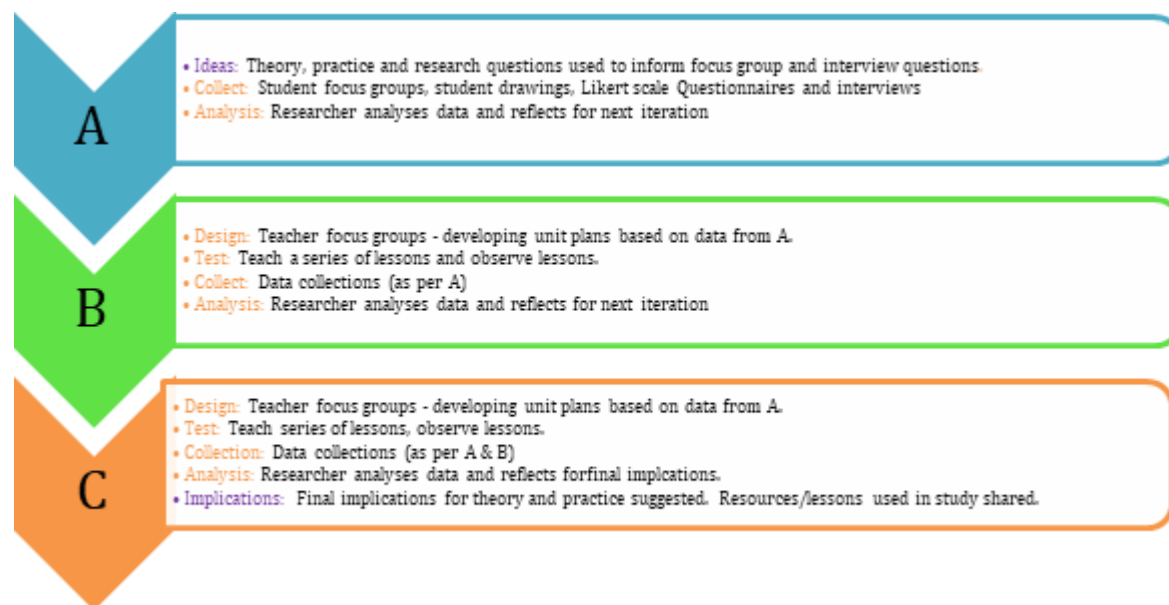 A
• Ideas: Theory, practice and research questions used to inform focus group and interview questions.
• Collect: Student focus groups, student drawings, Likert scale Questionnaires and interviews
• Analysis: Researcher analyses data and reflects for next iteration
B
• Design: Teacher focus groups - developing unit plans based on data from A.
• Test: Teach a series of lessons and observe lessons.
• Collect: Data collections (as per A)
• Analysis: Researcher analyses data and reflects for next iteration
C
• Design: Teacher focus groups - developing unit plans based on data from A.
• Test: Teach series of lessons, observe lessons.
• Collection: Data collections (as per A & B)
• Analysis: Researcher analyses data and reflects forfinal implcations.
• Implications: Final implications for theory and practice suggested. Resources/lessons used in study shared.